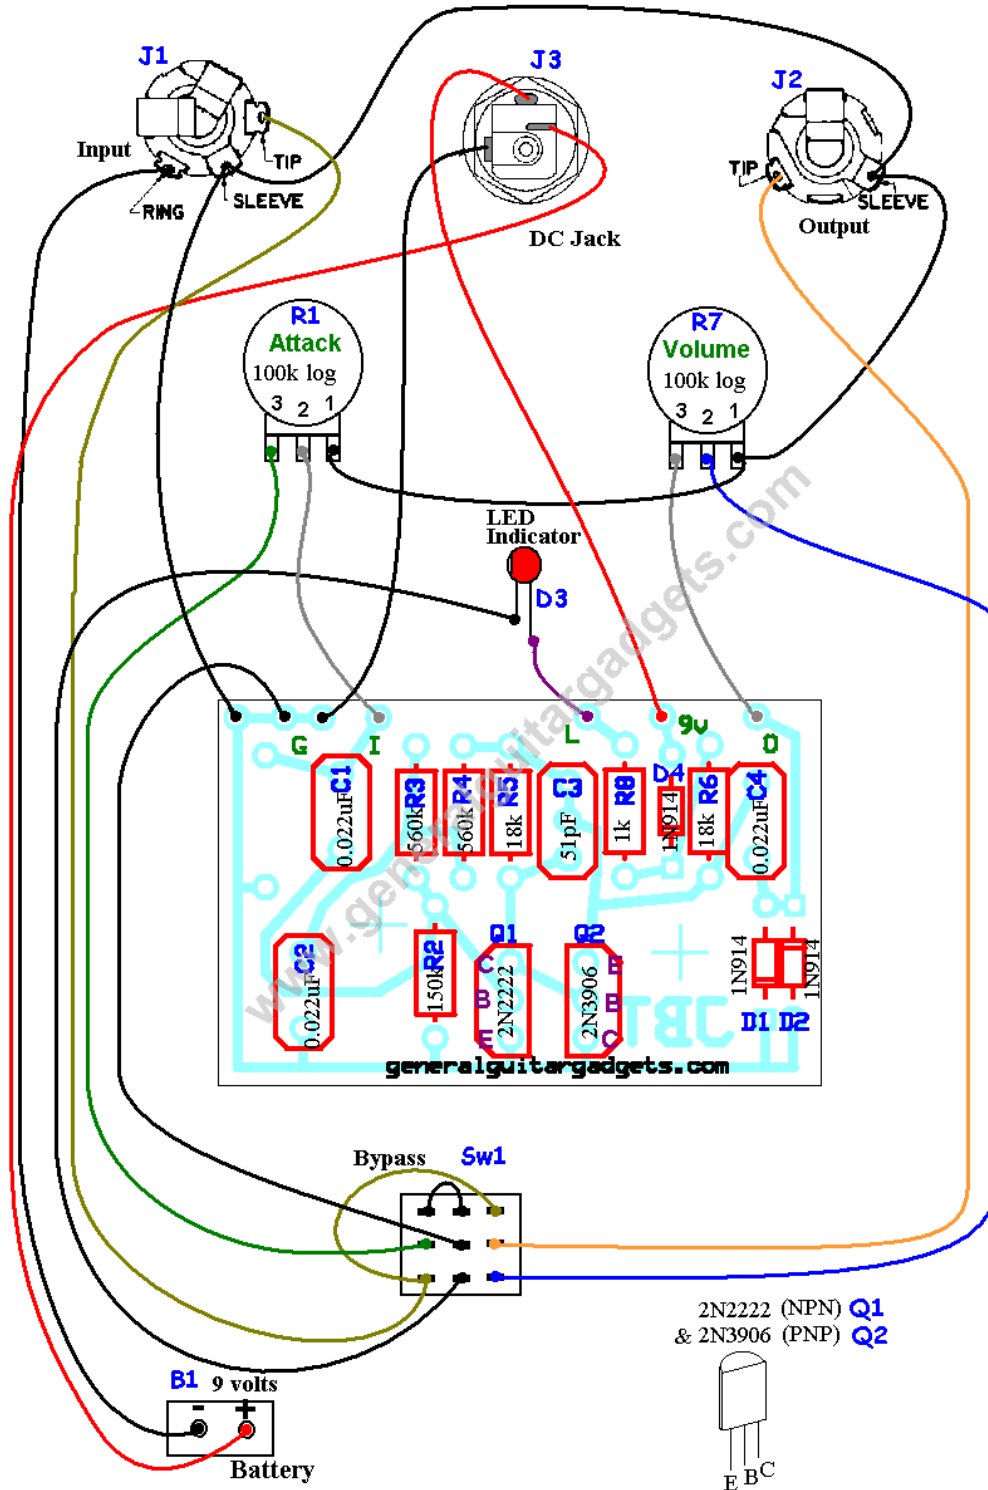 J1
J3
J2
Input
TIP
RING
SLEEVE
DC Jack
TIP
SLEEVE
Output
R1
Attack
100k log
3 2 1
R7
Volume
100k log
3 2 1
LED
Indicator
D3
G
I
L
9v
O
C1
0.022uF
R3
560k
R4
560k
R5
18k
C3
51pF
R8
1k
D4
1N914
R6
18k
C4
0.022uF
C2
0.022uF
R2
150k
Q1
C
B
E
2N2222
Q2
E
B
C
2N3906
TBC
1N914
1N914
D1 D2
generalguitargadgets.com
www.generalguitargadgets.com
Bypass
Sw1
2N2222 (NPN) Q1
& 2N3906 (PNP) Q2
E B C
B1 9 volts
- +
Battery